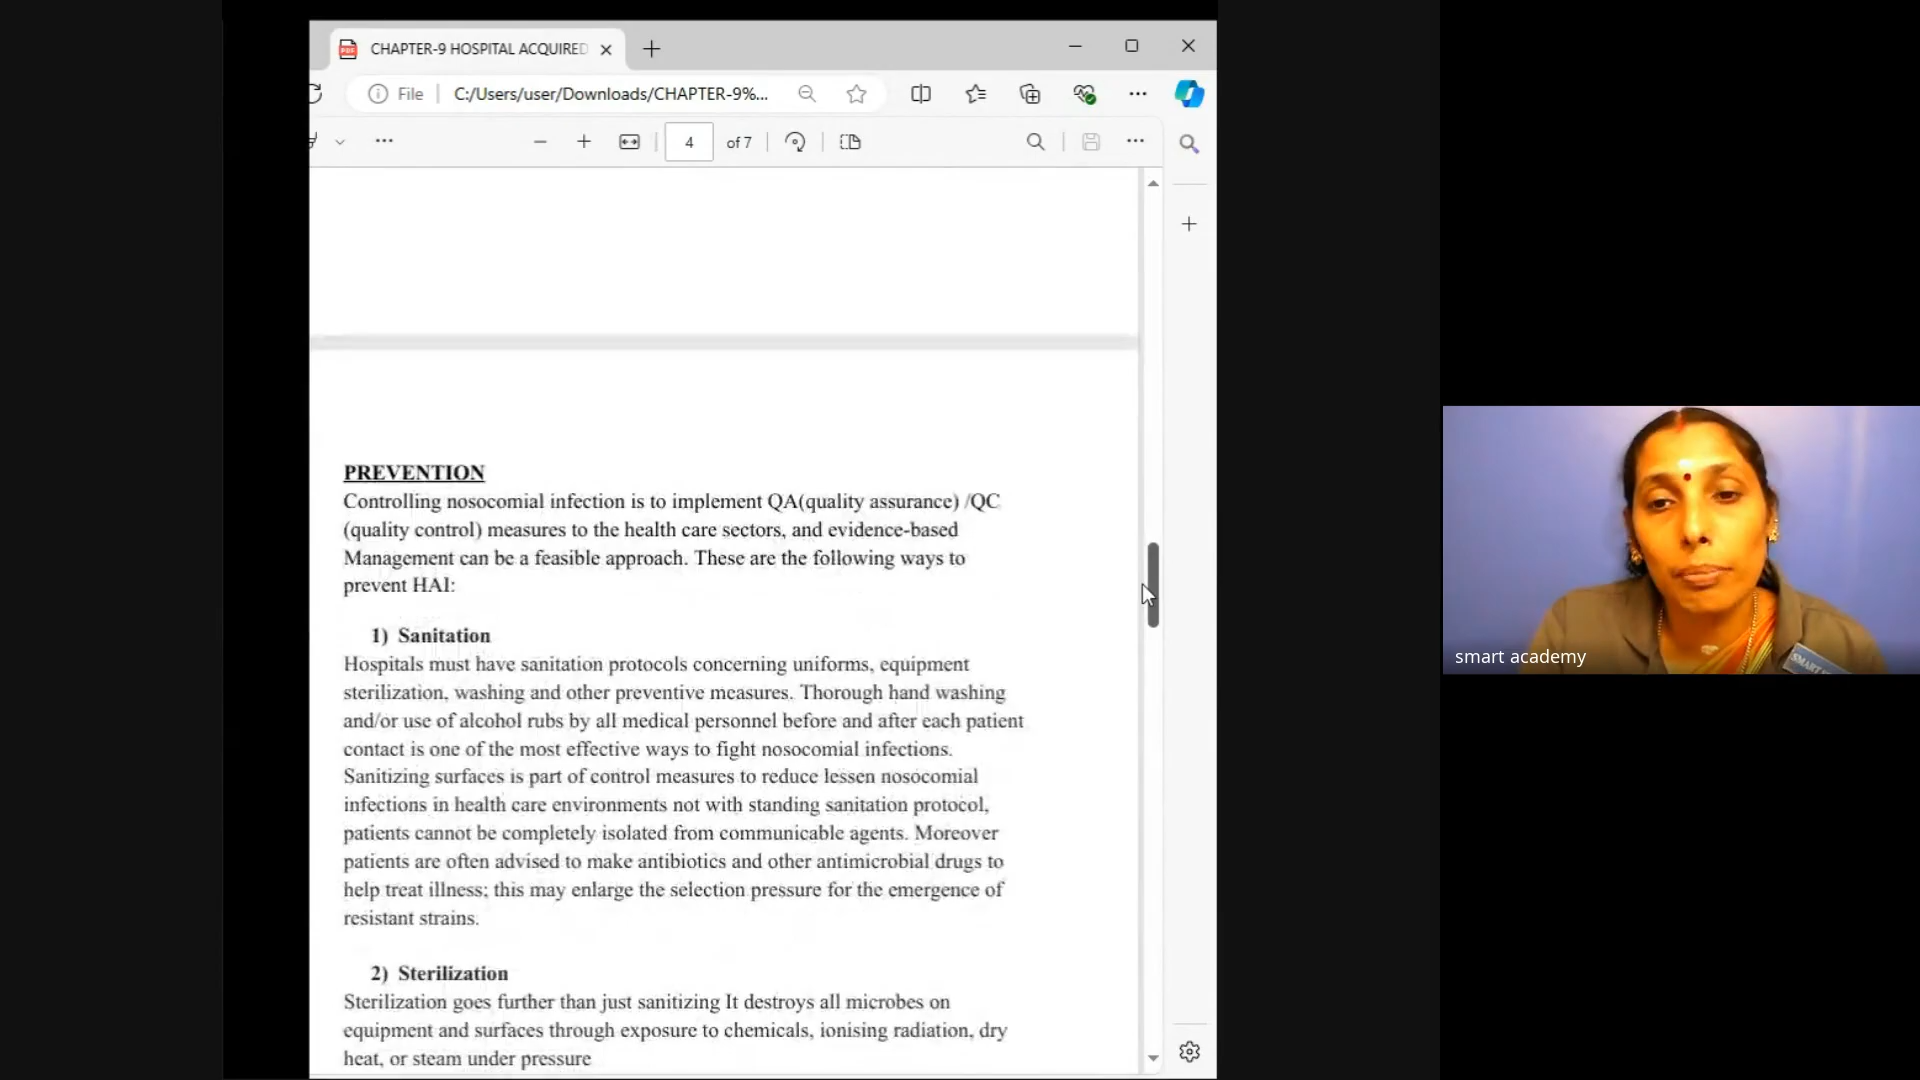 CHAPTER-9 HOSPITAL ACQUIRED
File
C:/Users/user/Downloads/CHAPTER-9%...
4 of 7
PREVENTION
Controlling nosocomial infection is to implement QA(quality assurance) /QC
(quality control) measures to the health care sectors, and evidence-based
Management can be a feasible approach. These are the following ways to
prevent HAI:
1) Sanitation
Hospitals must have sanitation protocols concerning uniforms, equipment
sterilization, washing and other preventive measures. Thorough hand washing
and/or use of alcohol rubs by all medical personnel before and after each patient
contact is one of the most effective ways to fight nosocomial infections.
Sanitizing surfaces is part of control measures to reduce lessen nosocomial
infections in health care environments not with standing sanitation protocol,
patients cannot be completely isolated from communicable agents. Moreover
patients are often advised to make antibiotics and other antimicrobial drugs to
help treat illness; this may enlarge the selection pressure for the emergence of
resistant strains.
2) Sterilization
Sterilization goes further than just sanitizing It destroys all microbes on
equipment and surfaces through exposure to chemicals, ionising radiation, dry
heat, or steam under pressure
smart academy
SMART